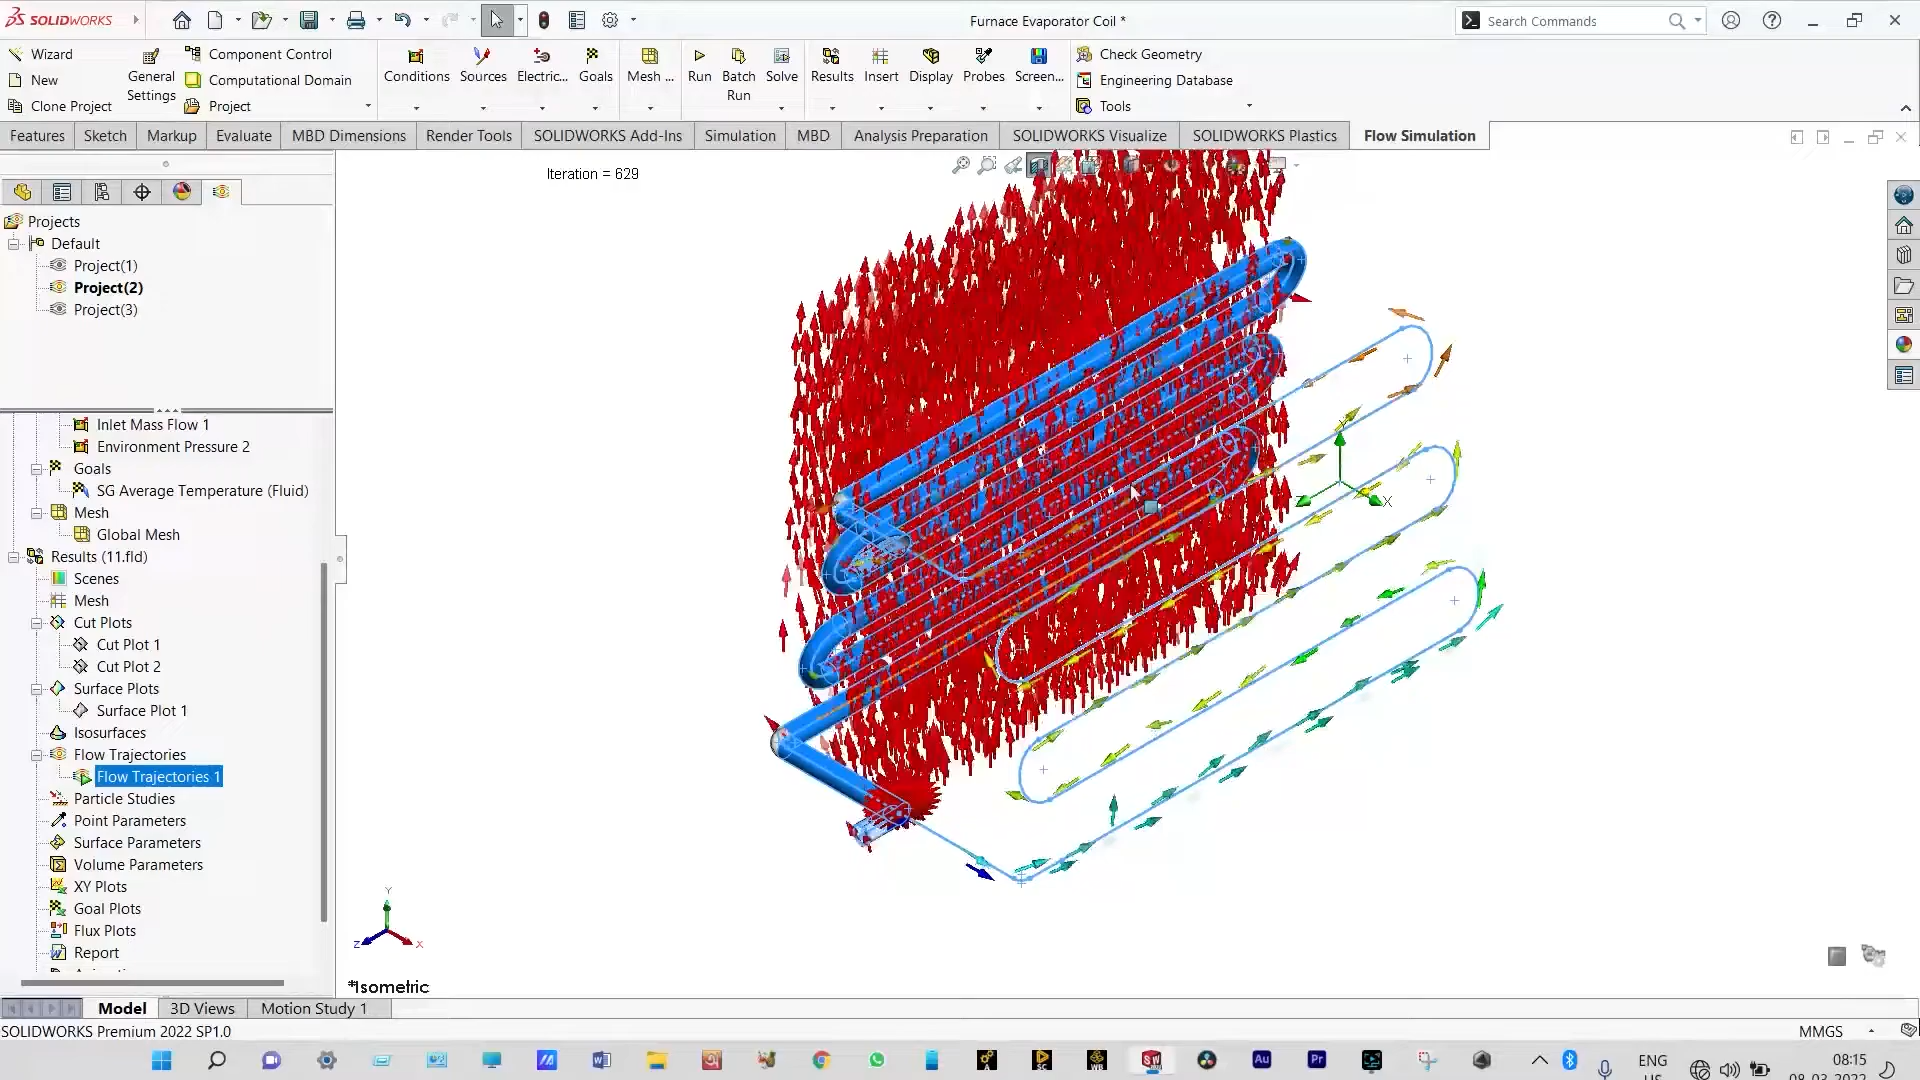 SOLIDWORKS
Furnace Evaporator Coil *
Search Commands
Wizard
New
Clone Project
General Settings
Component Control
Computational Domain
Project
Conditions
Sources
Electric...
Goals
Mesh ...
Run
Batch Run
Solve
Results
Insert
Display
Probes
Screen...
Check Geometry
Engineering Database
Tools
Features
Sketch
Markup
Evaluate
MBD Dimensions
Render Tools
SOLIDWORKS Add-Ins
Simulation
MBD
Analysis Preparation
SOLIDWORKS Visualize
SOLIDWORKS Plastics
Flow Simulation
Iteration = 629
Projects
Default
Project(1)
Project(2)
Project(3)
Inlet Mass Flow 1
Environment Pressure 2
Goals
SG Average Temperature (Fluid)
Mesh
Global Mesh
Results (11.fld)
Scenes
Mesh
Cut Plots
Cut Plot 1
Cut Plot 2
Surface Plots
Surface Plot 1
Isosurfaces
Flow Trajectories
Flow Trajectories 1
Particle Studies
Point Parameters
Surface Parameters
Volume Parameters
XY Plots
Goal Plots
Flux Plots
Report
Y
X
Z
Y
Z
X
*Isometric
Model
3D Views
Motion Study 1
SOLIDWORKS Premium 2022 SP1.0
MMGS
ENG
US
08:15
08-03-2022